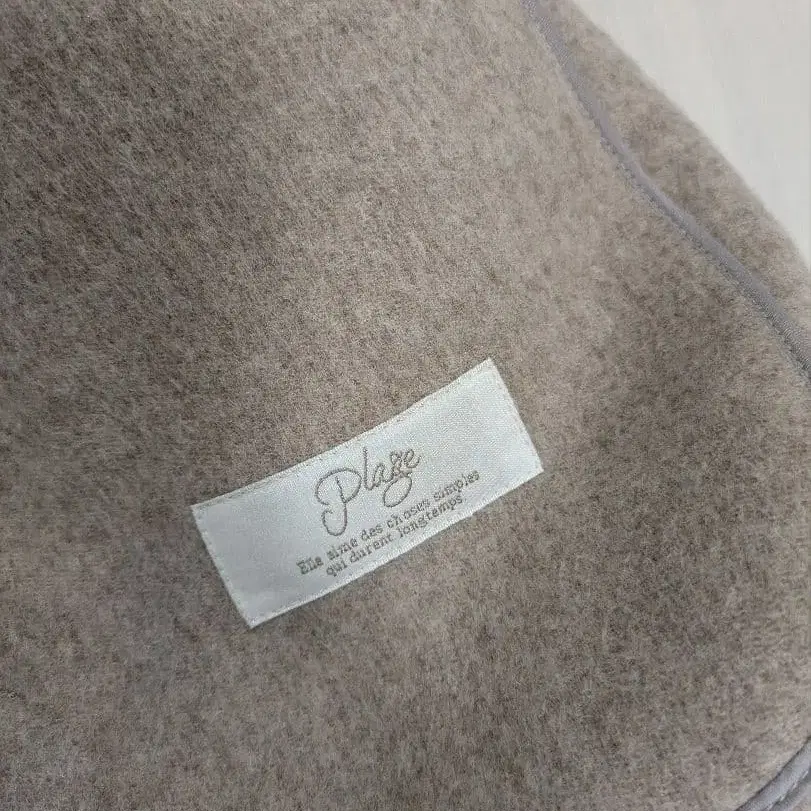 Plage
Elle aime des choses simples
qui durent longtemps